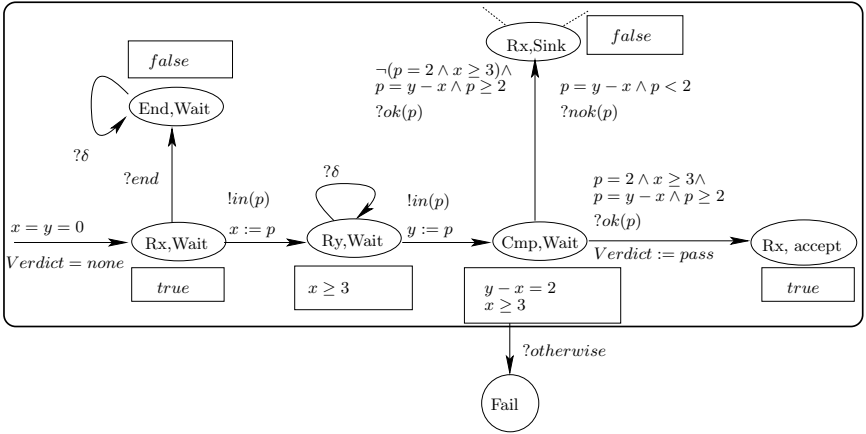 false
Rx,Sink
false
¬(p = 2 ∧ x ≥ 3)∧
p = y − x ∧ p ≥ 2
?ok(p)
p = y − x ∧ p < 2
?nok(p)
End,Wait
?δ
?end
?δ
!in(p)
x := p
!in(p)
y := p
p = 2 ∧ x ≥ 3∧
p = y − x ∧ p ≥ 2
?ok(p)
Verdict := pass
x = y = 0
Verdict = none
Rx,Wait
Ry,Wait
Cmp,Wait
Rx, accept
true
x ≥ 3
y − x = 2
x ≥ 3
true
?otherwise
Fail